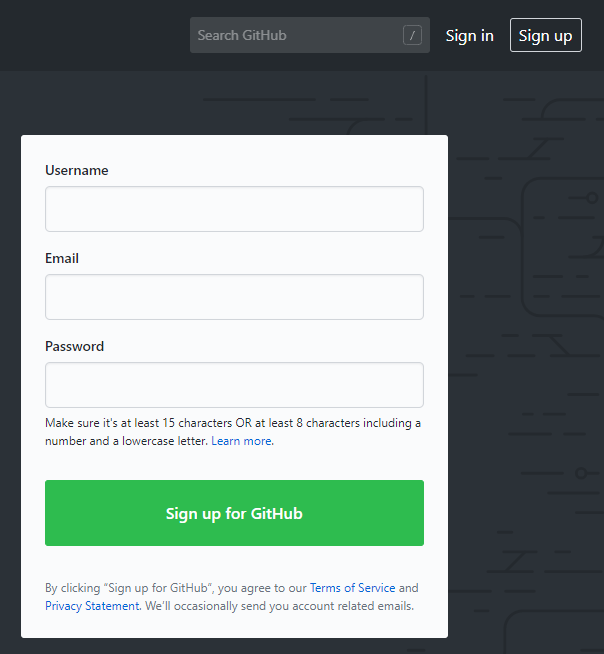 Search GitHub / Sign in Sign up
Username
Email
Password
Make sure it's at least 15 characters OR at least 8 characters including a
number and a lowercase letter. Learn more.
Sign up for GitHub
By clicking “Sign up for GitHub”, you agree to our Terms of Service and
Privacy Statement. We’ll occasionally send you account related emails.